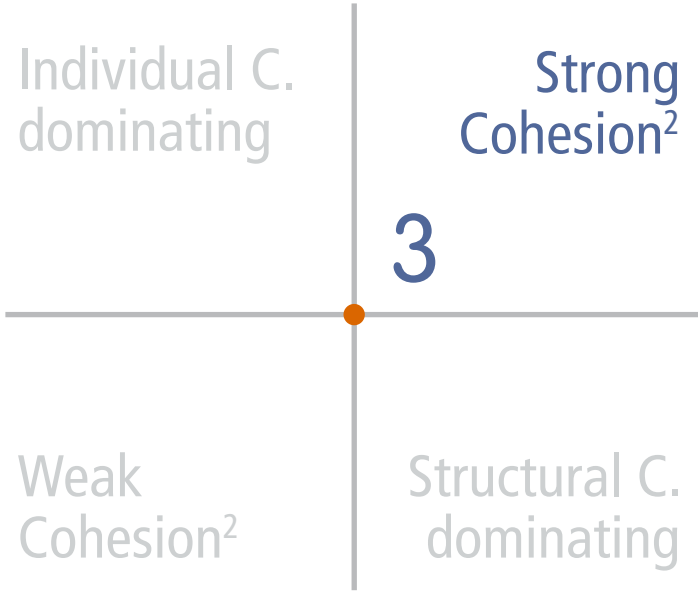 Individual C.
dominating
Strong
Cohesion²
3
Weak
Cohesion²
Structural C.
dominating